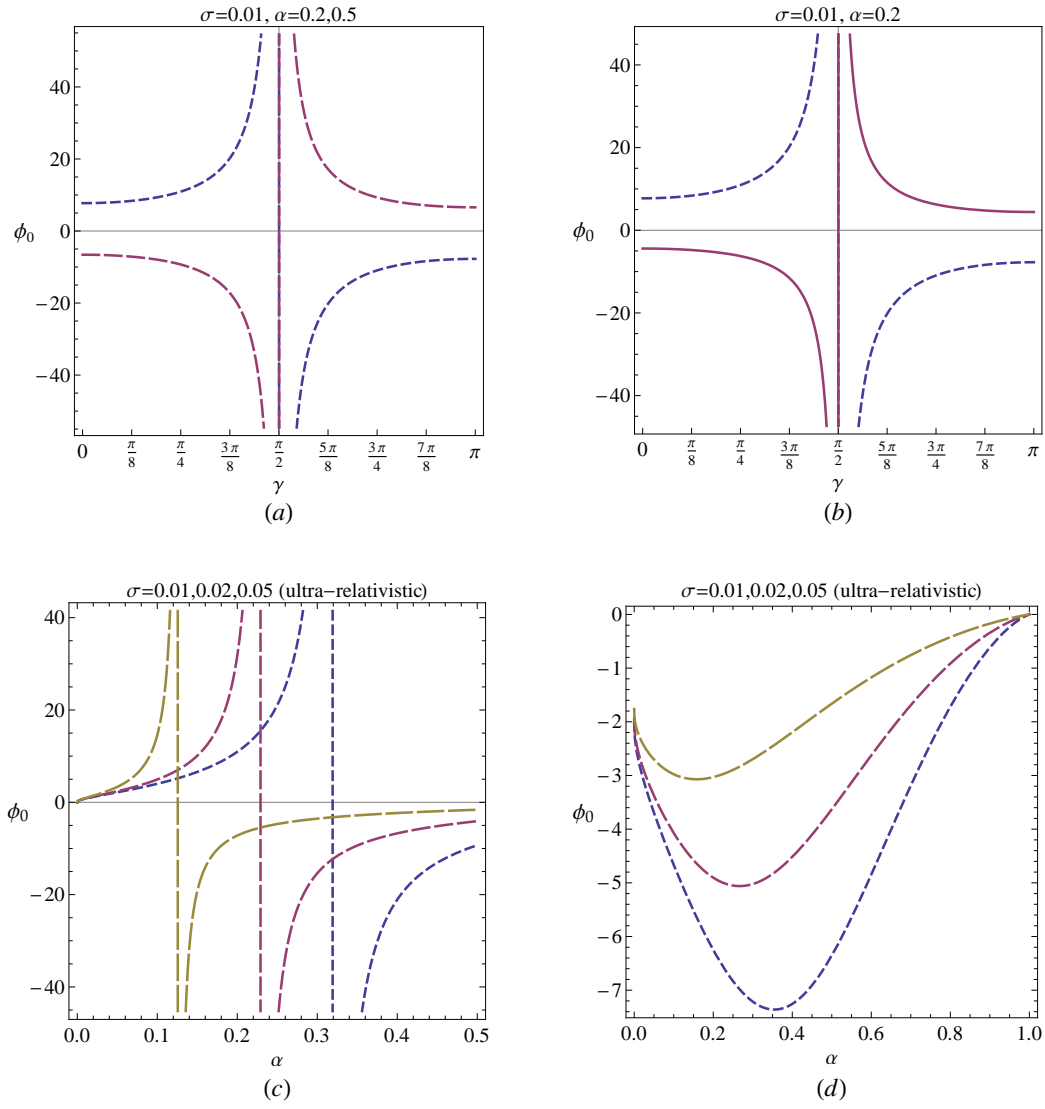 σ=0.01, α=0.2,0.5
40
20
0
−20
−40
ϕ0
0 π/8 π/4 3π/8 π/2 5π/8 3π/4 7π/8 π
γ
(a)
σ=0.01, α=0.2
40
20
0
−20
−40
ϕ0
0 π/8 π/4 3π/8 π/2 5π/8 3π/4 7π/8 π
γ
(b)
σ=0.01,0.02,0.05 (ultra−relativistic)
40
20
0
−20
−40
ϕ0
0.0 0.1 0.2 0.3 0.4 0.5
α
(c)
σ=0.01,0.02,0.05 (ultra−relativistic)
0
−1
−2
−3
−4
−5
−6
−7
ϕ0
0.0 0.2 0.4 0.6 0.8 1.0
α
(d)